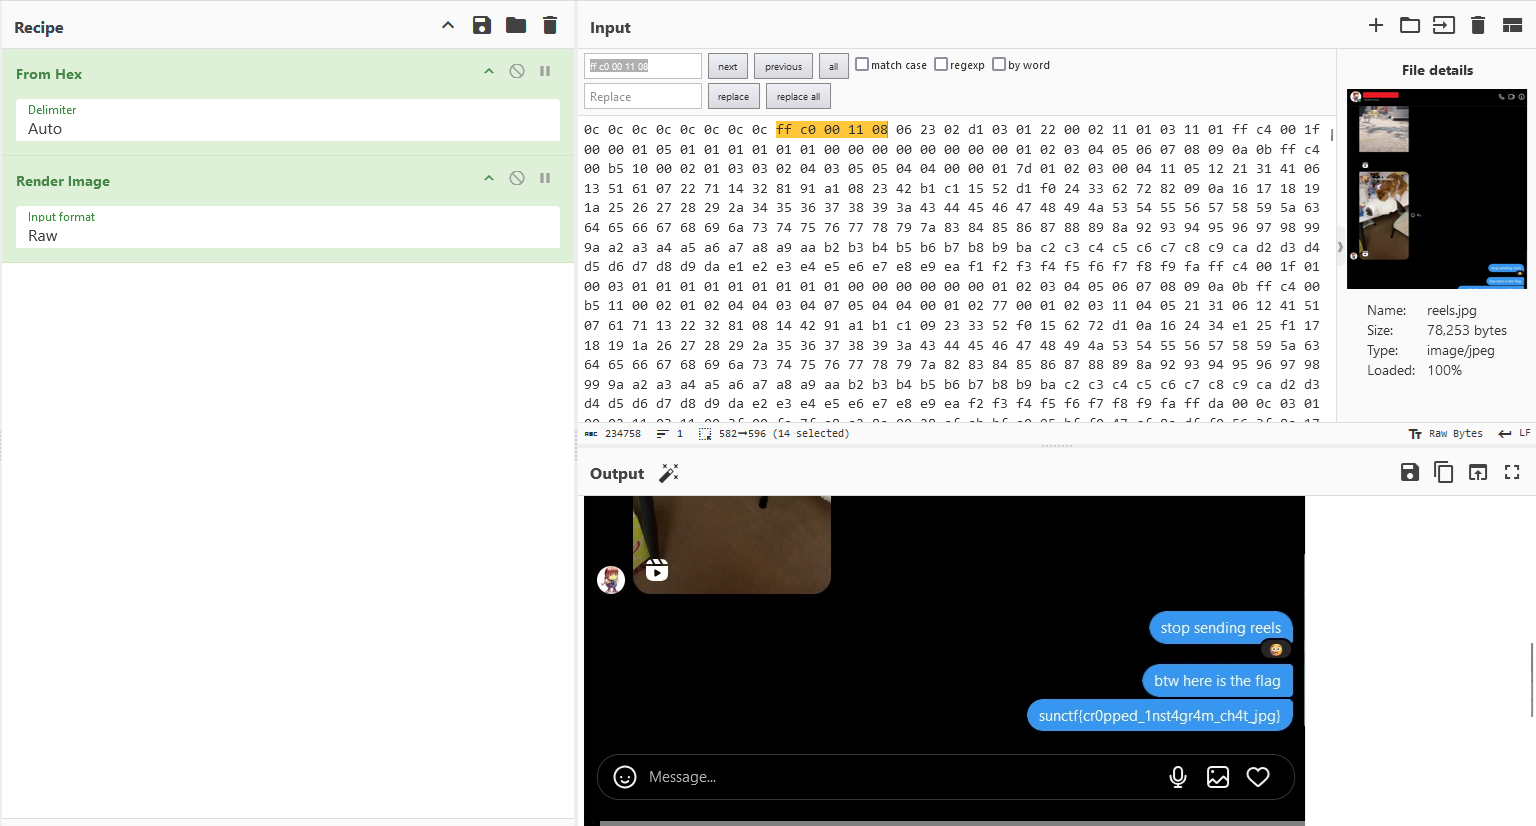 Recipe
From Hex
Delimiter
Auto
Render Image
Input format
Raw
Input
ff c0 00 11 08
next
previous
all
match case
regexp
by word
Replace
replace
replace all
0c 0c 0c 0c 0c 0c 0c 0c ff c0 00 11 08 06 23 02 d1 03 01 22 00 02 11 01 03 11 01 ff c4 00 1f
00 00 01 05 01 01 01 01 01 01 00 00 00 00 00 00 00 00 01 02 03 04 05 06 07 08 09 0a 0b ff c4
00 b5 10 00 02 01 03 03 02 04 03 05 05 04 04 00 00 01 7d 01 02 03 00 04 11 05 12 21 31 41 06
13 51 61 07 22 71 14 32 81 91 a1 08 23 42 b1 c1 15 52 d1 f0 24 33 62 72 82 09 0a 16 17 18 19
1a 25 26 27 28 29 2a 34 35 36 37 38 39 3a 43 44 45 46 47 48 49 4a 53 54 55 56 57 58 59 5a 63
64 65 66 67 68 69 6a 73 74 75 76 77 78 79 7a 83 84 85 86 87 88 89 8a 92 93 94 95 96 97 98 99
9a a2 a3 a4 a5 a6 a7 a8 a9 aa b2 b3 b4 b5 b6 b7 b8 b9 ba c2 c3 c4 c5 c6 c7 c8 c9 ca d2 d3 d4
d5 d6 d7 d8 d9 da e1 e2 e3 e4 e5 e6 e7 e8 e9 ea f1 f2 f3 f4 f5 f6 f7 f8 f9 fa ff c4 00 1f 01
00 03 01 01 01 01 01 01 01 01 01 00 00 00 00 00 00 01 02 03 04 05 06 07 08 09 0a 0b ff c4 00
b5 11 00 02 01 02 04 04 03 04 07 05 04 04 00 01 02 77 00 01 02 03 11 04 05 21 31 06 12 41 51
07 61 71 13 22 32 81 08 14 42 91 a1 b1 c1 09 23 33 52 f0 15 62 72 d1 0a 16 24 34 e1 25 f1 17
18 19 1a 26 27 28 29 2a 35 36 37 38 39 3a 43 44 45 46 47 48 49 4a 53 54 55 56 57 58 59 5a 63
64 65 66 67 68 69 6a 73 74 75 76 77 78 79 7a 82 83 84 85 86 87 88 89 8a 92 93 94 95 96 97 98
99 9a a2 a3 a4 a5 a6 a7 a8 a9 aa b2 b3 b4 b5 b6 b7 b8 b9 ba c2 c3 c4 c5 c6 c7 c8 c9 ca d2 d3
d4 d5 d6 d7 d8 d9 da e2 e3 e4 e5 e6 e7 e8 e9 ea f2 f3 f4 f5 f6 f7 f8 f9 fa ff da 00 0c 03 01
File details
Name: reels.jpg
Size: 78,253 bytes
Type: image/jpeg
Loaded: 100%
ABC 234758
1
582→596 (14 selected)
Raw Bytes
LF
Output
stop sending reels
btw here is the flag
sunctf{cr0pped_1nst4gr4m_ch4t_jpg}
Message...